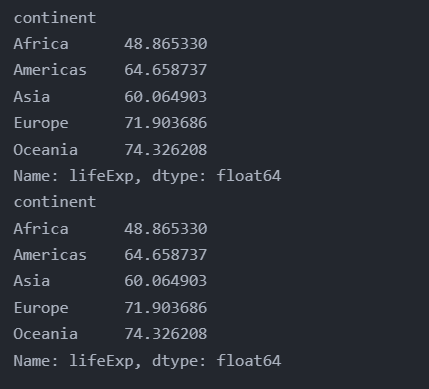 continent
Africa      48.865330
Americas    64.658737
Asia        60.064903
Europe      71.903686
Oceania     74.326208
Name: lifeExp, dtype: float64
continent
Africa      48.865330
Americas    64.658737
Asia        60.064903
Europe      71.903686
Oceania     74.326208
Name: lifeExp, dtype: float64